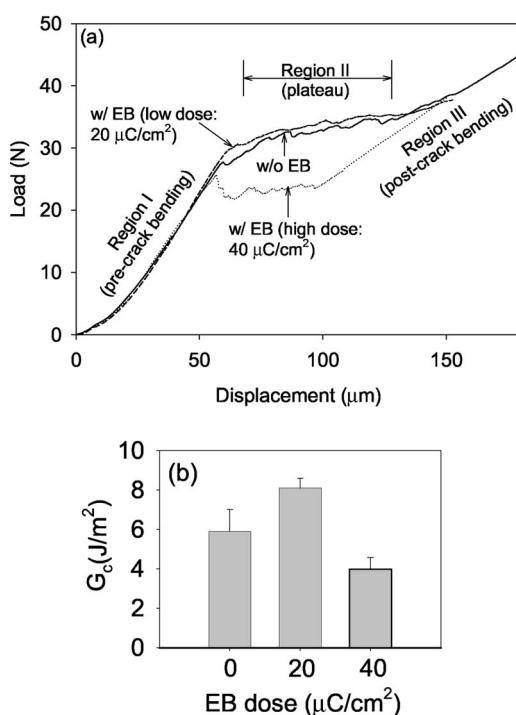 (a)
50
40
30
20
10
0
Load (N)
Region II
(plateau)
w/ EB (low dose:
20 μC/cm²)
w/o EB
w/ EB (high dose:
40 μC/cm²)
Region I
(pre-crack bending)
Region III
(post-crack bending)
0 50 100 150
Displacement (μm)
(b)
10
8
6
4
2
0
G꜀(J/m²)
0 20 40
EB dose (μC/cm²)